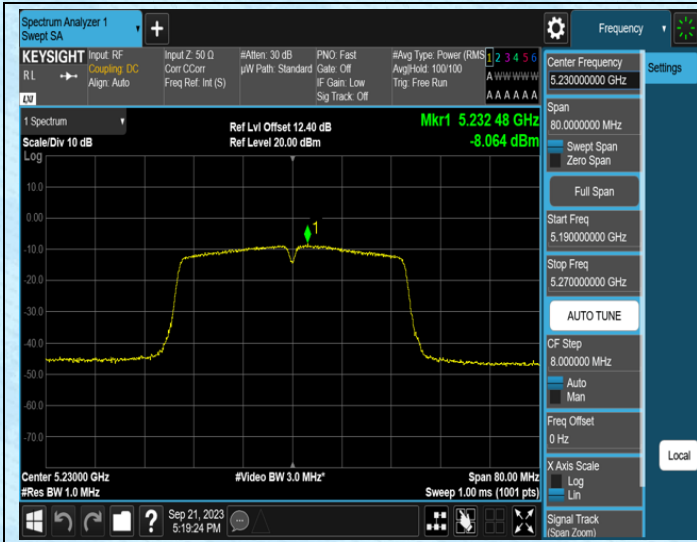 Spectrum Analyzer 1
Swept SA
Frequency
KEYSIGHT
RL
LXI
Input: RF
Coupling: DC
Align: Auto
Input Z: 50 Ω
Corr CCorr
Freq Ref: Int (S)
#Atten: 30 dB
µW Path: Standard
PNO: Fast
Gate: Off
IF Gain: Low
Sig Track: Off
#Avg Type: Power (RMS
Avg|Hold: 100/100
Trig: Free Run
1 2 3 4 5 6
A W W W W W
A A A A A A
1 Spectrum
Scale/Div 10 dB
Log
Ref Lvl Offset 12.40 dB
Ref Level 20.00 dBm
Mkr1 5.232 48 GHz
-8.064 dBm
10.0
0.00
-10.0
-20.0
-30.0
-40.0
-50.0
-60.0
-70.0
1
Center 5.23000 GHz
#Res BW 1.0 MHz
#Video BW 3.0 MHz*
Span 80.00 MHz
Sweep 1.00 ms (1001 pts)
Sep 21, 2023
5:19:24 PM
Center Frequency
5.230000000 GHz
Span
80.0000000 MHz
Swept Span
Zero Span
Full Span
Start Freq
5.190000000 GHz
Stop Freq
5.270000000 GHz
AUTO TUNE
CF Step
8.000000 MHz
Auto
Man
Freq Offset
0 Hz
X Axis Scale
Log
Lin
Signal Track
(Span Zoom)
Settings
Local